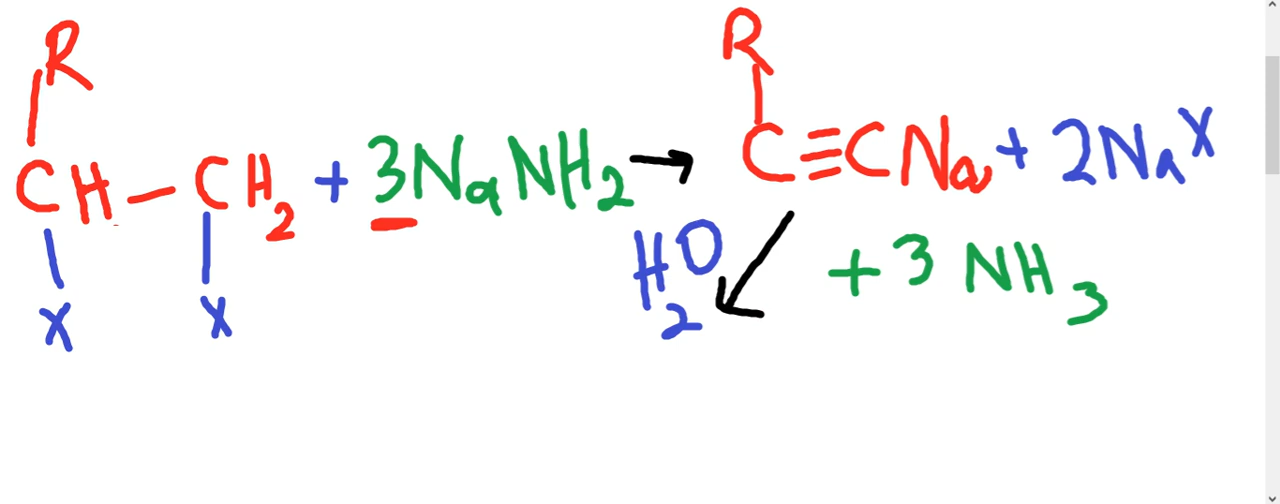 R R
CH – CH2 + 3NaNH2 → C≡CNa + 2NaX
X X H2O + 3 NH3